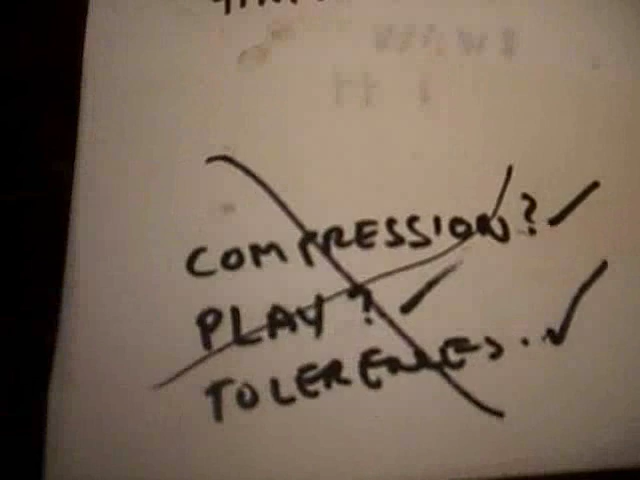 COMPRESSION? ✓
PLAY? ✓
TOLERENCES. ✓